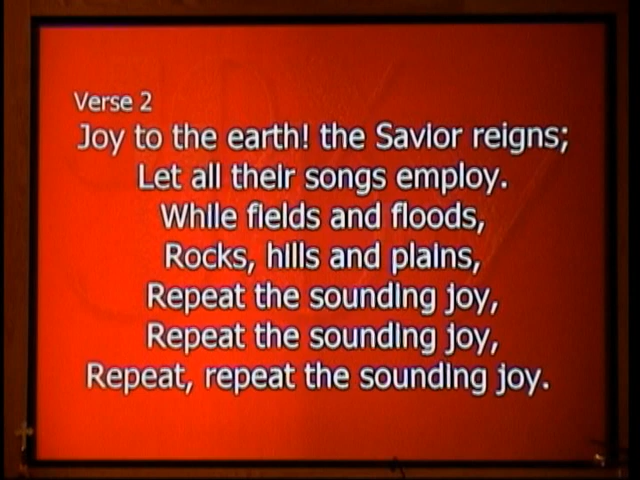 Verse 2
Joy to the earth! the Savior reigns;
Let all their songs employ.
While fields and floods,
Rocks, hills and plains,
Repeat the sounding joy,
Repeat the sounding joy,
Repeat, repeat the sounding joy.